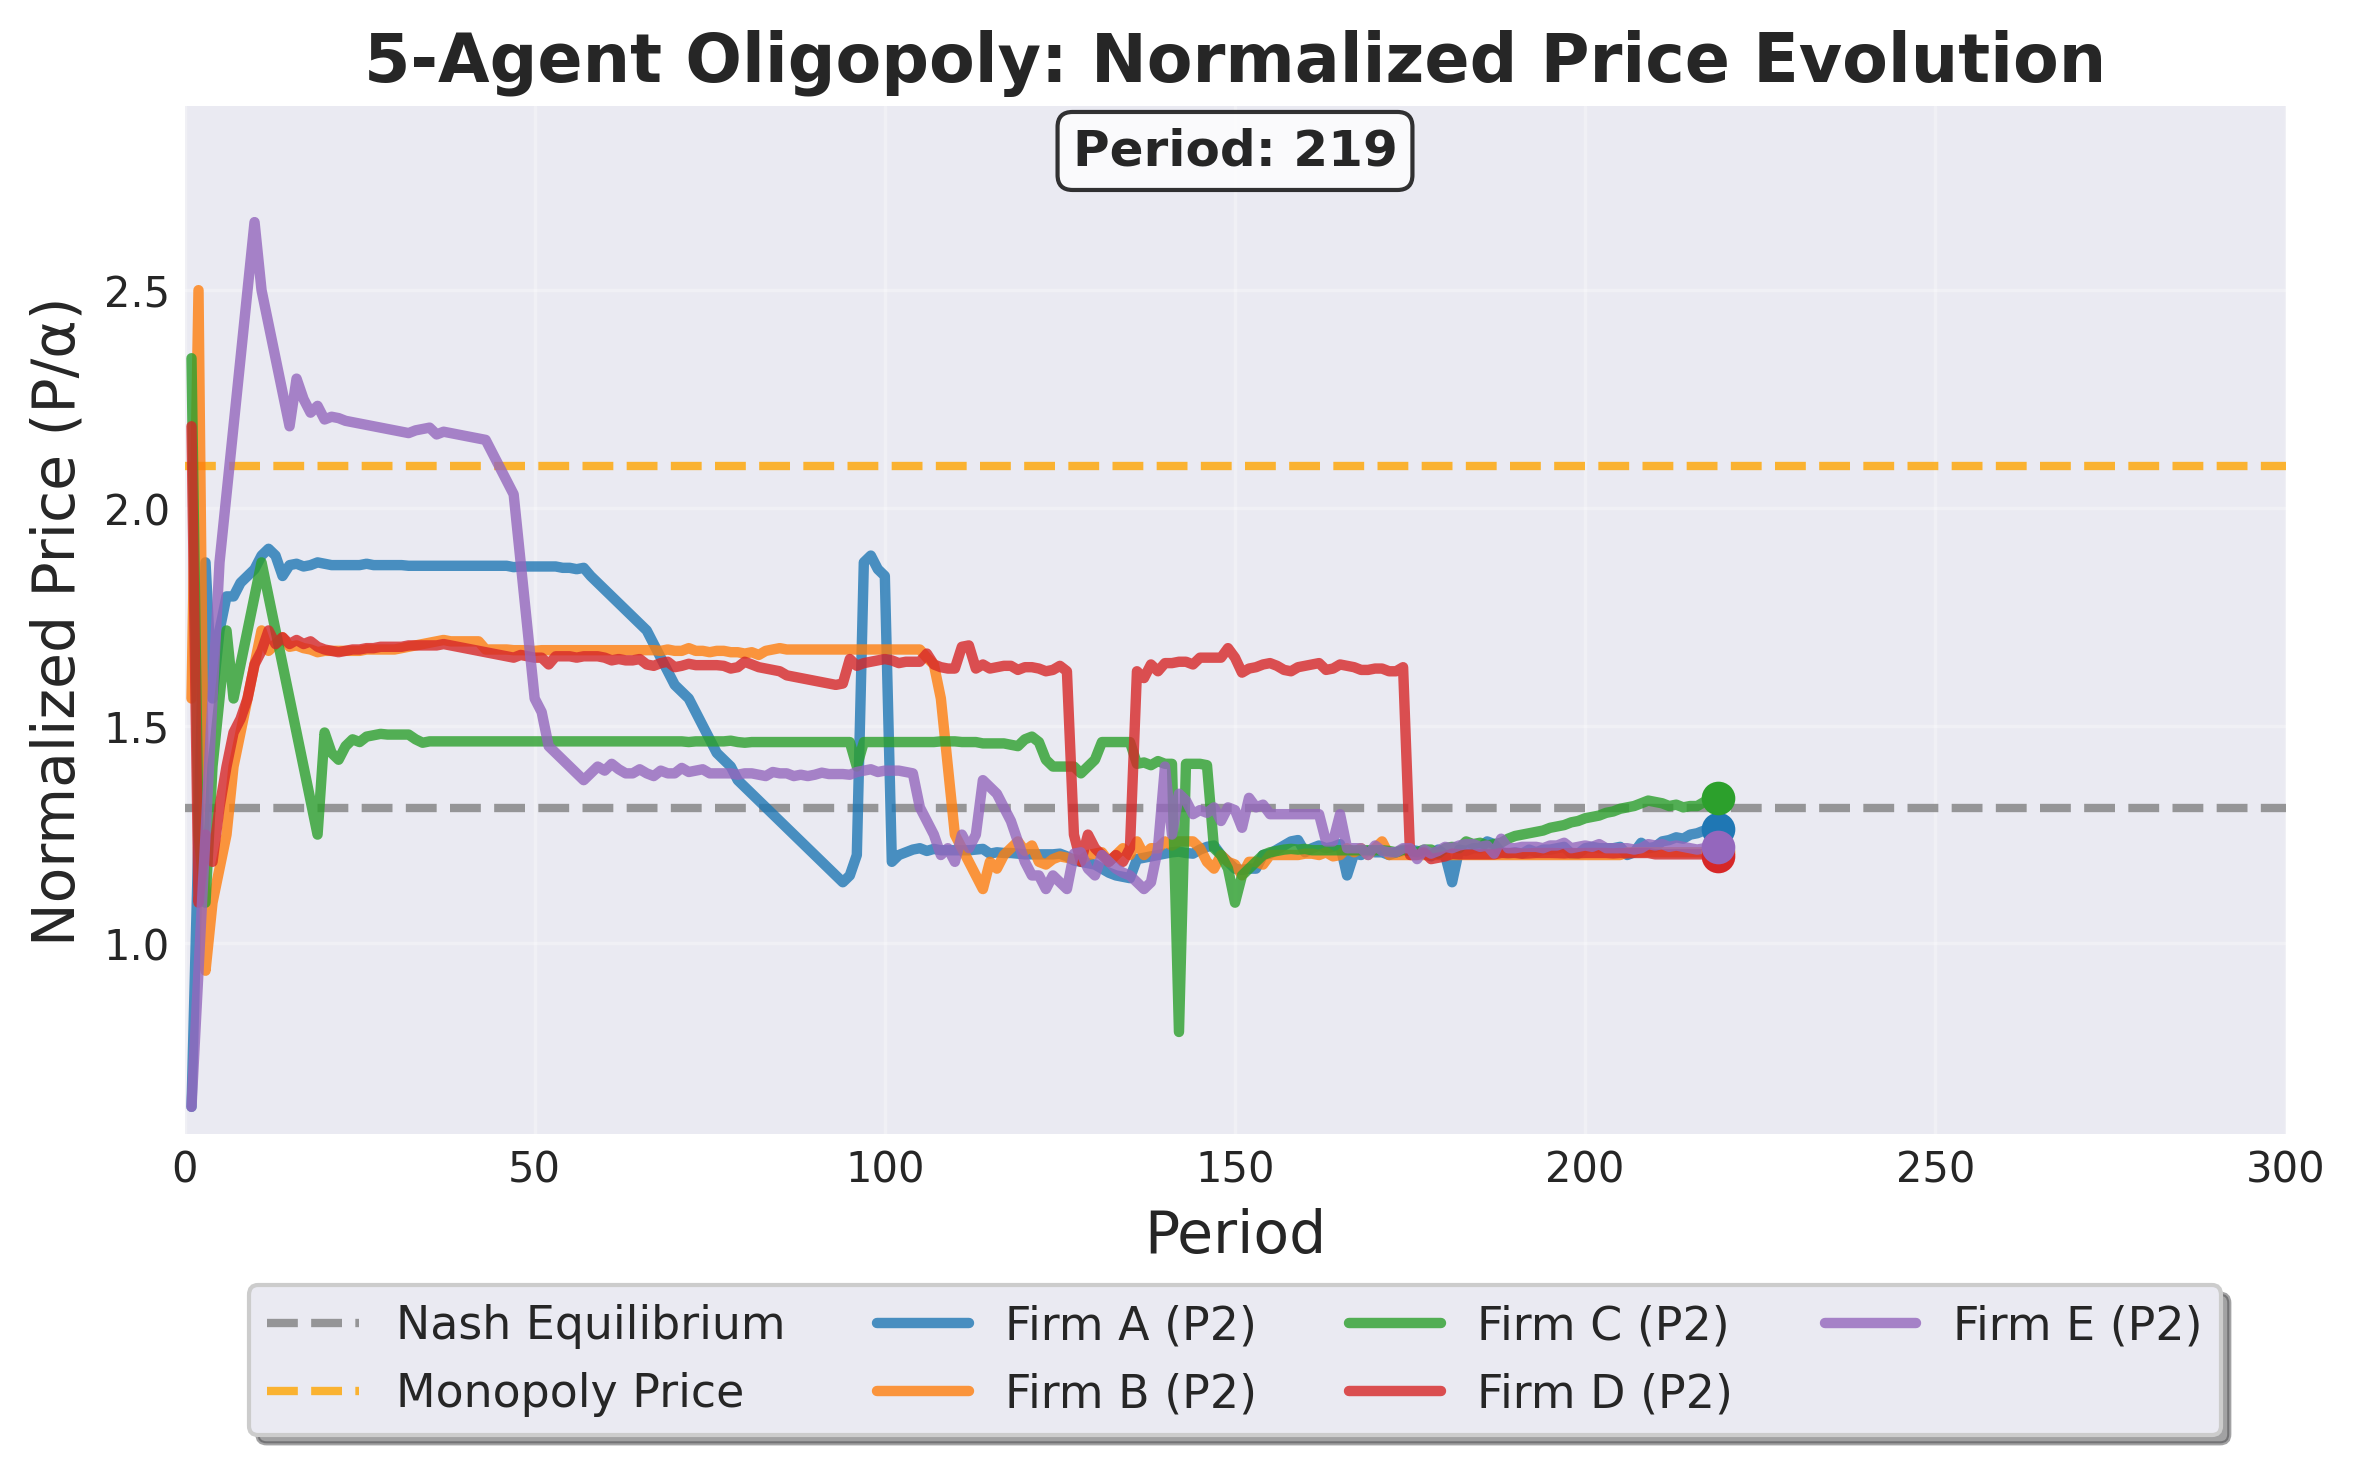 5-Agent Oligopoly: Normalized Price Evolution
Period: 219
Normalized Price (P/α)
2.5
2.0
1.5
1.0
0
50
100
150
200
250
300
Period
Nash Equilibrium
Monopoly Price
Firm A (P2)
Firm B (P2)
Firm C (P2)
Firm D (P2)
Firm E (P2)